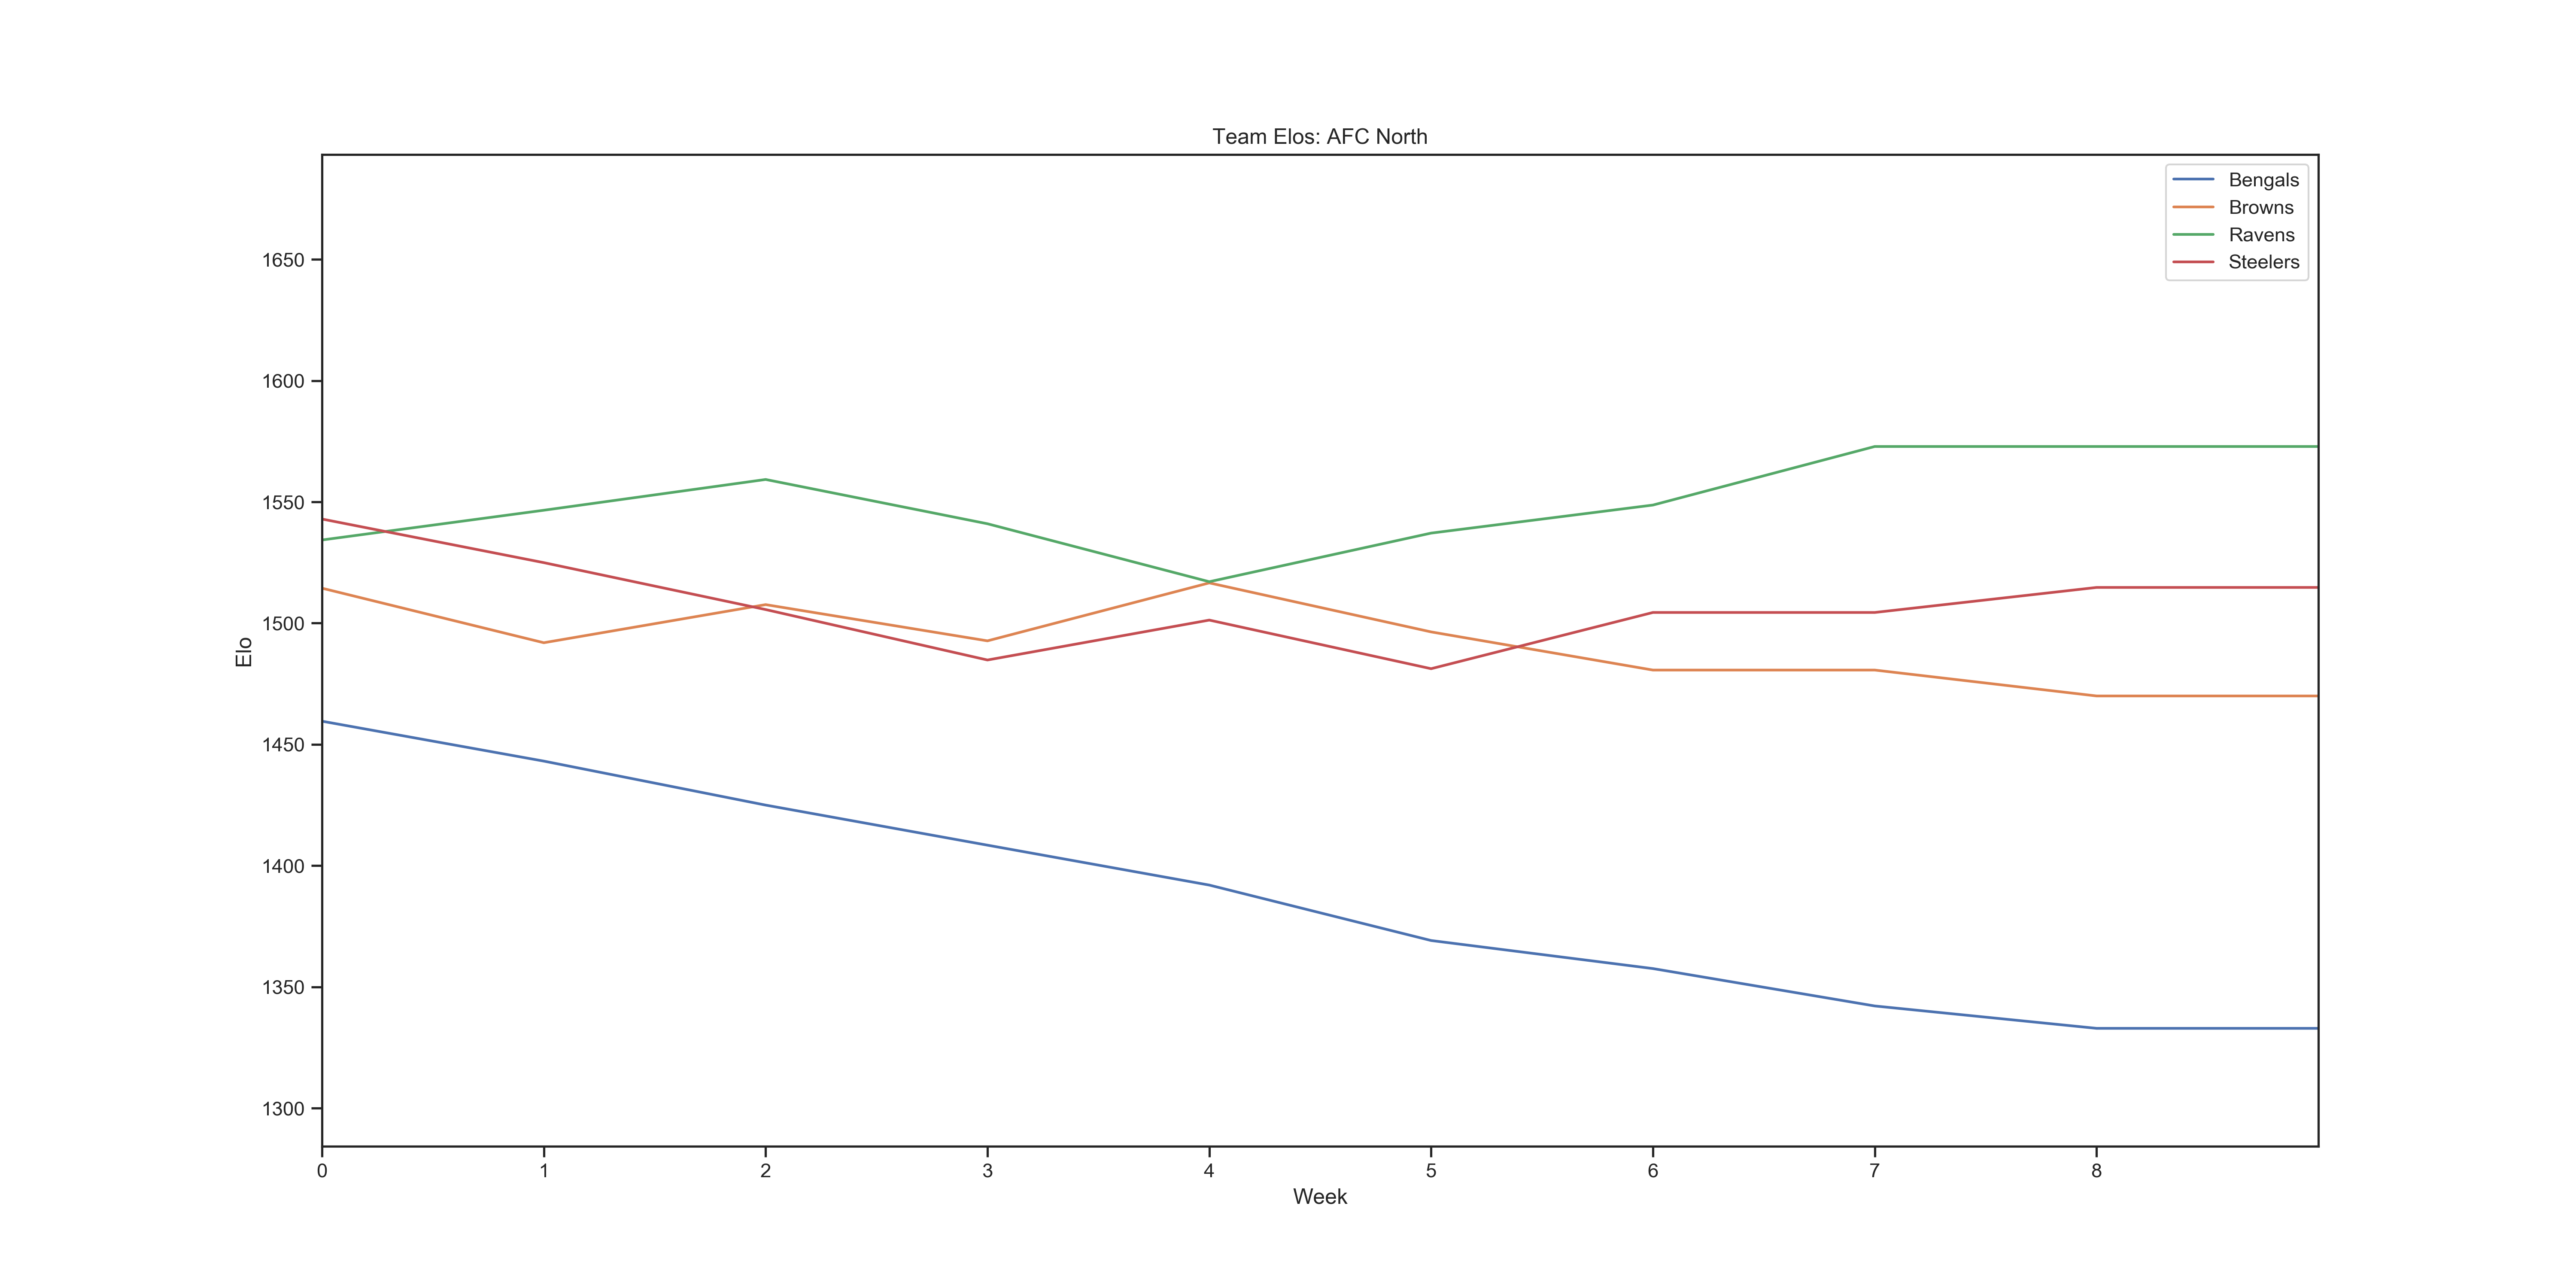 Team Elos: AFC North
Bengals
Browns
Ravens
Steelers
1650
1600
1550
1500
1450
1400
1350
1300
Elo
0 1 2 3 4 5 6 7 8
Week